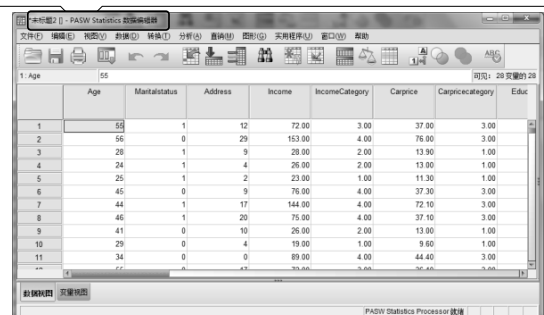 *未标题2 [] - PASW Statistics 数据编辑器
文件(F) 编辑(E) 视图(V) 数据(D) 转换(T) 分析(A) 直销(M) 图形(G) 实用程序(U) 窗口(W) 帮助
1 : Age 55 可见: 28 变量的 28
Age Maritalstatus Address Income IncomeCategory Carprice Carpricecategory Educ
1 55 1 12 72.00 3.00 37.00 3.00
2 56 0 29 153.00 4.00 76.00 3.00
3 28 1 9 28.00 2.00 13.90 1.00
4 24 1 4 26.00 2.00 13.00 1.00
5 25 1 2 23.00 1.00 11.30 1.00
6 45 0 9 76.00 4.00 37.30 3.00
7 44 1 17 144.00 4.00 72.10 3.00
8 46 1 20 75.00 4.00 37.10 3.00
9 41 0 10 26.00 2.00 13.00 1.00
10 29 0 4 19.00 1.00 9.60 1.00
11 34 0 0 89.00 4.00 44.40 3.00
数据视图 变量视图
PASW Statistics Processor 就绪